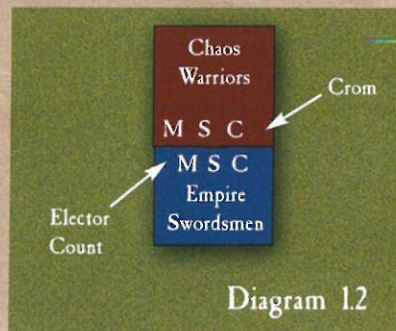 Chaos
Warriors
Crom
M S C
M S C
Elector
Count
Empire
Swordsmen
Diagram 1.2